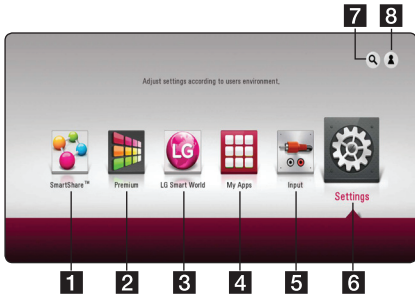 7 8
Adjust settings according to users environment.
LG
SmartShare™ Premium LG Smart World My Apps Input Settings
1 2 3 4 5 6